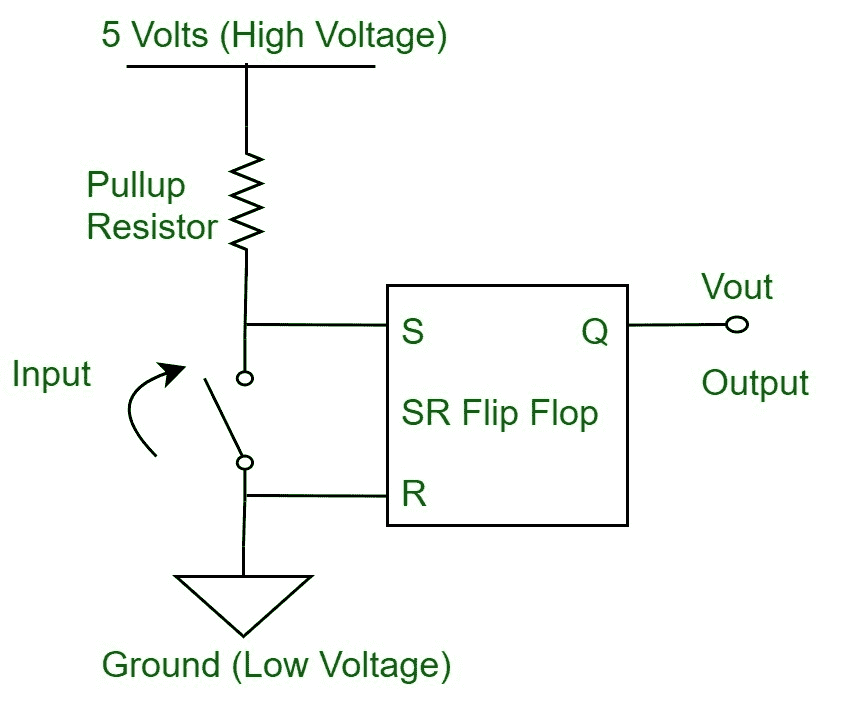 5 Volts (High Voltage)
Pullup
Resistor
Vout
S
Q
Input
Output
SR Flip Flop
R
Ground (Low Voltage)